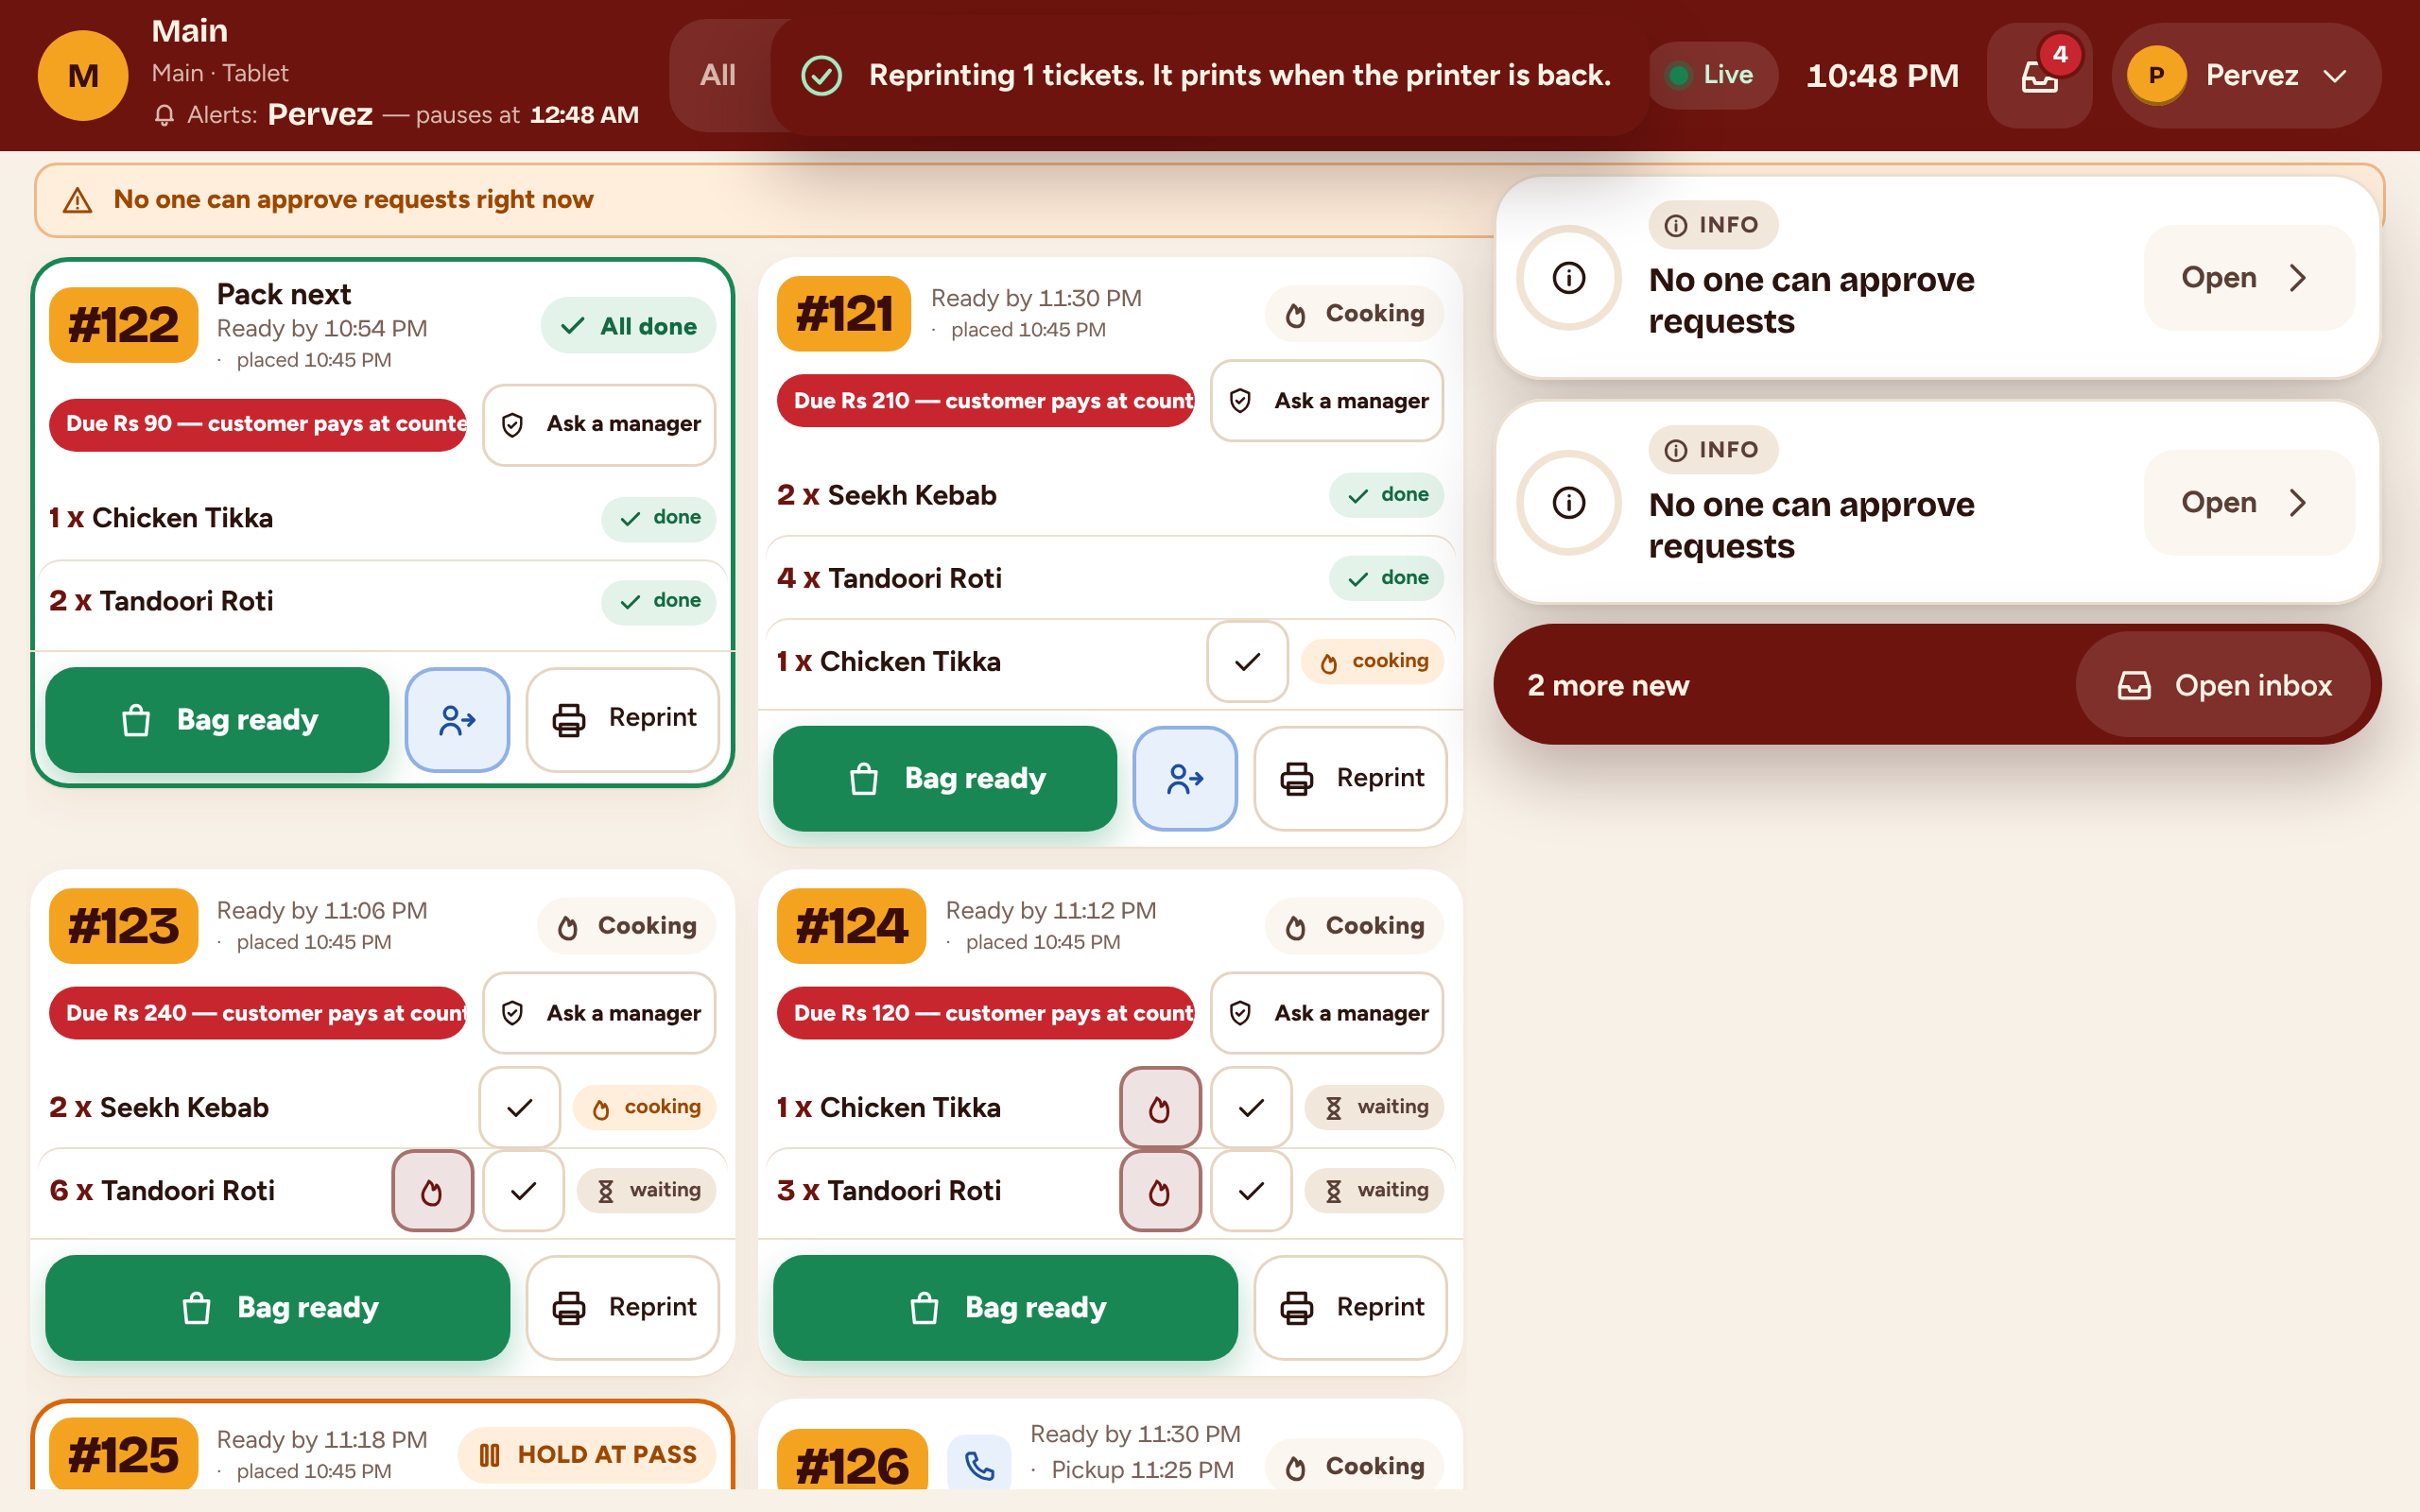 M
Main
Main · Tablet
Alerts: Pervez — pauses at 12:48 AM
All
Reprinting 1 tickets. It prints when the printer is back.
Live
10:48 PM
4
P
Pervez
No one can approve requests right now
#122
Pack next
Ready by 10:54 PM
· placed 10:45 PM
All done
Due Rs 90 — customer pays at counte
Ask a manager
1 x Chicken Tikka
done
2 x Tandoori Roti
done
Bag ready
Reprint
#121
Ready by 11:30 PM
· placed 10:45 PM
Cooking
Due Rs 210 — customer pays at count
Ask a manager
2 x Seekh Kebab
done
4 x Tandoori Roti
done
1 x Chicken Tikka
cooking
Bag ready
Reprint
INFO
No one can approve
requests
Open
INFO
No one can approve
requests
Open
2 more new
Open inbox
#123
Ready by 11:06 PM
· placed 10:45 PM
Cooking
Due Rs 240 — customer pays at count
Ask a manager
2 x Seekh Kebab
cooking
6 x Tandoori Roti
waiting
Bag ready
Reprint
#124
Ready by 11:12 PM
· placed 10:45 PM
Cooking
Due Rs 120 — customer pays at count
Ask a manager
1 x Chicken Tikka
waiting
3 x Tandoori Roti
waiting
Bag ready
Reprint
#125
Ready by 11:18 PM
· placed 10:45 PM
HOLD AT PASS
#126
Ready by 11:30 PM
· Pickup 11:25 PM
Cooking